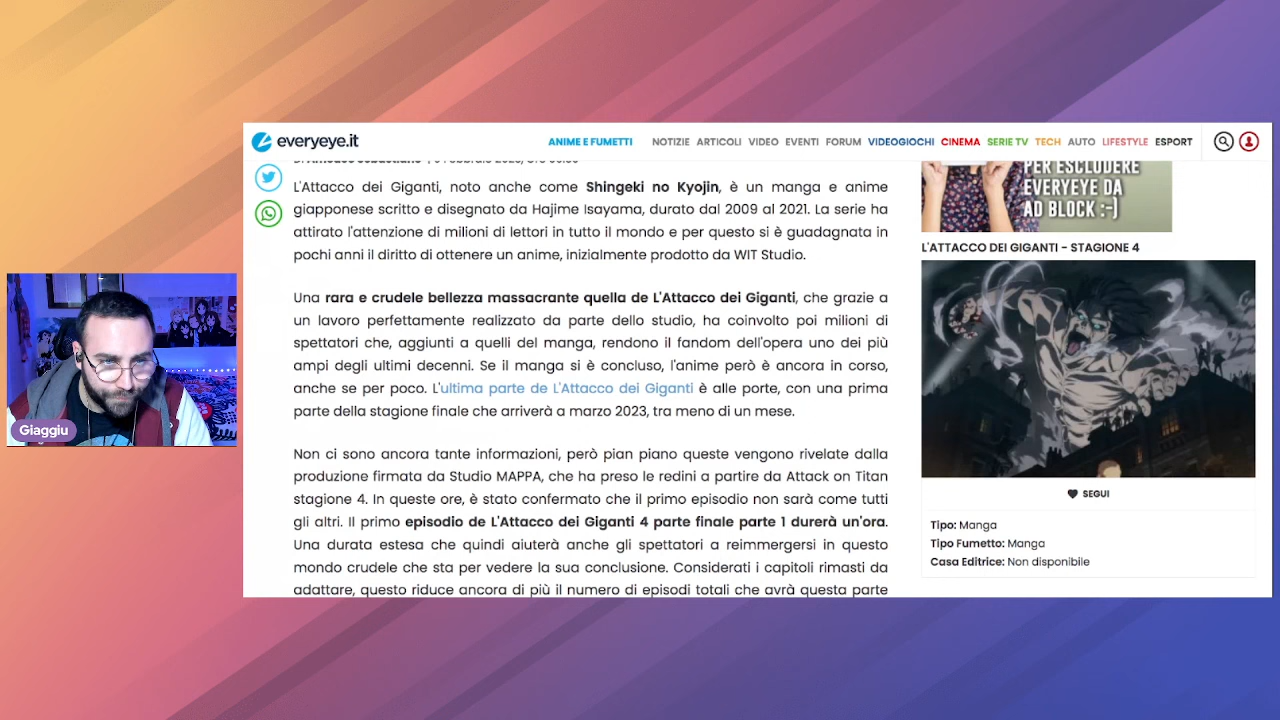 everyeye.it
ANIME E FUMETTI NOTIZIE ARTICOLI VIDEO EVENTI FORUM VIDEOGIOCHI CINEMA SERIE TV TECH AUTO LIFESTYLE ESPORT
L'Attacco dei Giganti, noto anche come Shingeki no Kyojin, è un manga e anime
giapponese scritto e disegnato da Hajime Isayama, durato dal 2009 al 2021. La serie ha
attirato l'attenzione di milioni di lettori in tutto il mondo e per questo si è guadagnata in
pochi anni il diritto di ottenere un anime, inizialmente prodotto da WIT Studio.
Una rara e crudele bellezza massacrante quella de L'Attacco dei Giganti, che grazie a
un lavoro perfettamente realizzato da parte dello studio, ha coinvolto poi milioni di
spettatori che, aggiunti a quelli del manga, rendono il fandom dell'opera uno dei più
ampi degli ultimi decenni. Se il manga si è concluso, l'anime però è ancora in corso,
anche se per poco. L'ultima parte de L'Attacco dei Giganti è alle porte, con una prima
parte della stagione finale che arriverà a marzo 2023, tra meno di un mese.
Non ci sono ancora tante informazioni, però pian piano queste vengono rivelate dalla
produzione firmata da Studio MAPPA, che ha preso le redini a partire da Attack on Titan
stagione 4. In queste ore, è stato confermato che il primo episodio non sarà come tutti
gli altri. Il primo episodio de L'Attacco dei Giganti 4 parte finale parte 1 durerà un'ora.
Una durata estesa che quindi aiuterà anche gli spettatori a reimmergersi in questo
mondo crudele che sta per vedere la sua conclusione. Considerati i capitoli rimasti da
adattare, questo riduce ancora di più il numero di episodi totali che avrà questa parte
PER ESCLUDERE
EVERYEYE DA
AD BLOCK :-)
L'ATTACCO DEI GIGANTI - STAGIONE 4
SEGUI
Tipo: Manga
Tipo Fumetto: Manga
Casa Editrice: Non disponibile
Giaggiu